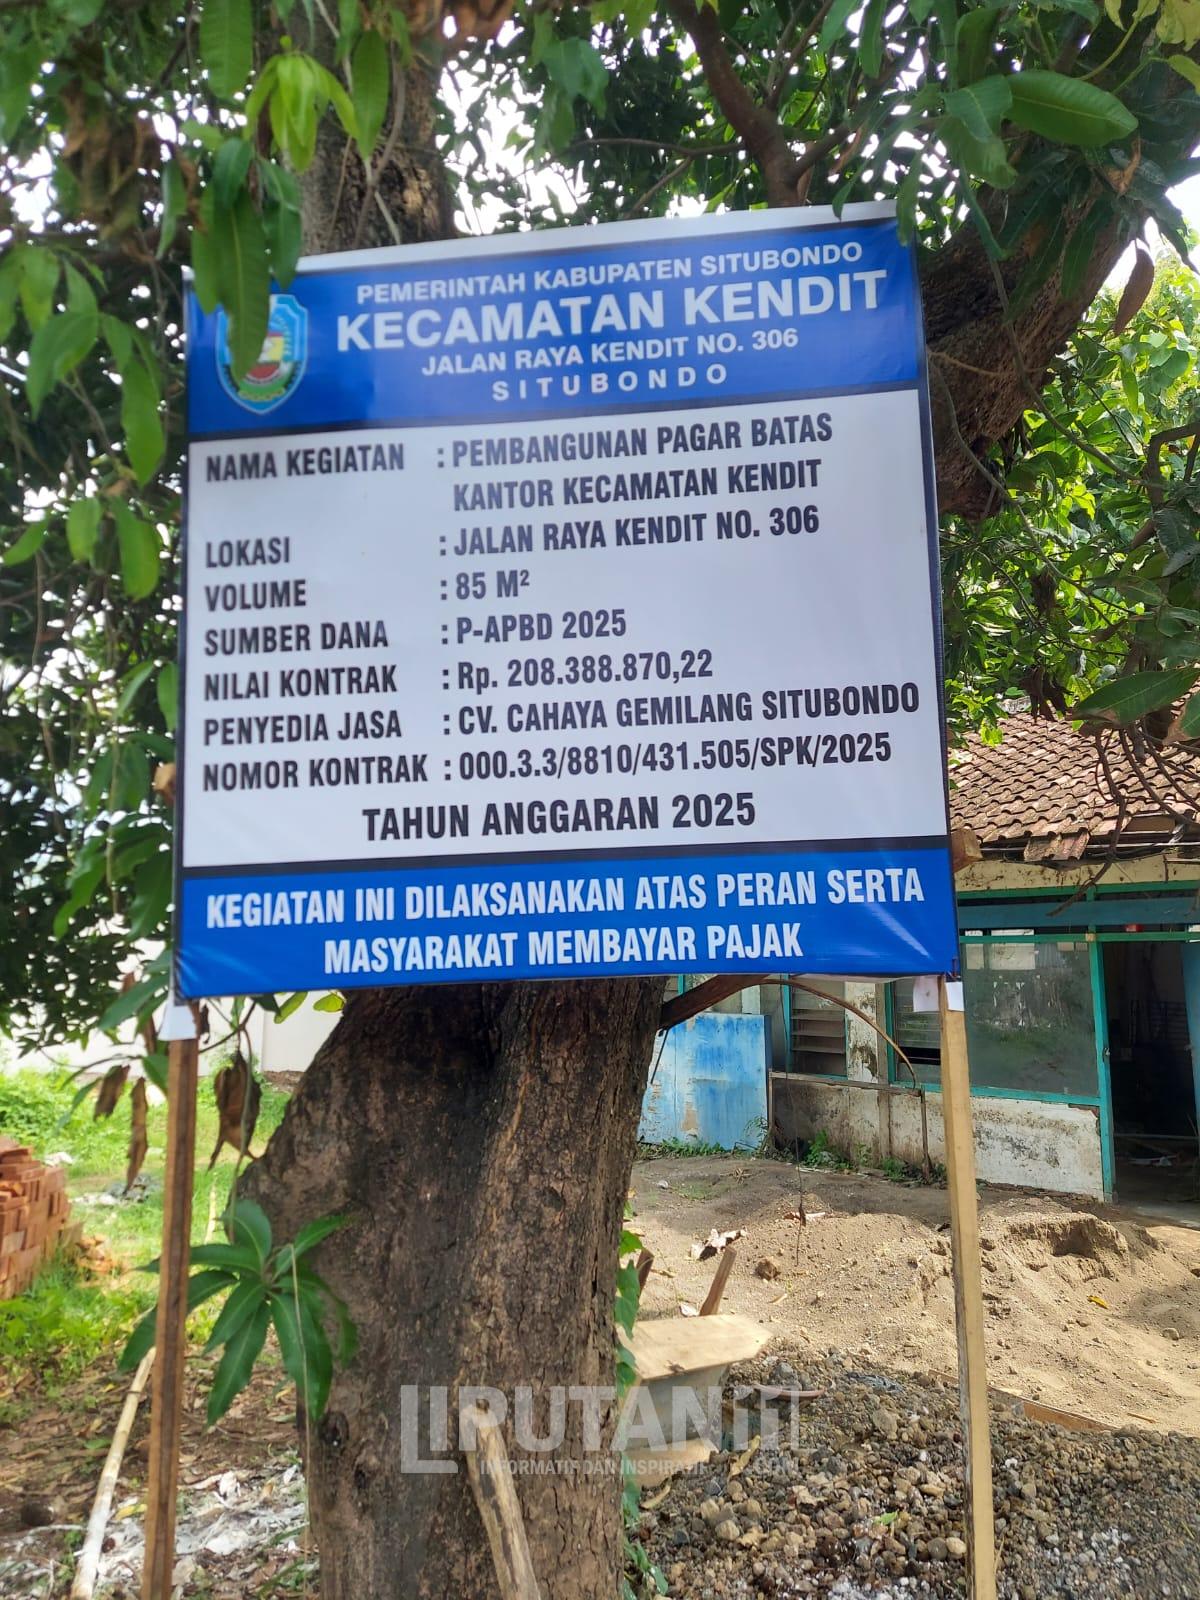 PEMERINTAH KABUPATEN SITUBONDO
KECAMATAN KENDIT
JALAN RAYA KENDIT NO. 306
SITUBONDO
NAMA KEGIATAN : PEMBANGUNAN PAGAR BATAS
KANTOR KECAMATAN KENDIT
LOKASI : JALAN RAYA KENDIT NO. 306
VOLUME : 85 M²
SUMBER DANA : P-APBD 2025
NILAI KONTRAK : Rp. 208.388.870,22
PENYEDIA JASA : CV. CAHAYA GEMILANG SITUBONDO
NOMOR KONTRAK : 000.3.3/8810/431.505/SPK/2025
TAHUN ANGGARAN 2025
KEGIATAN INI DILAKSANAKAN ATAS PERAN SERTA
MASYARAKAT MEMBAYAR PAJAK
LIPUTAN
INFORMATIF DAN INSPIRATIF